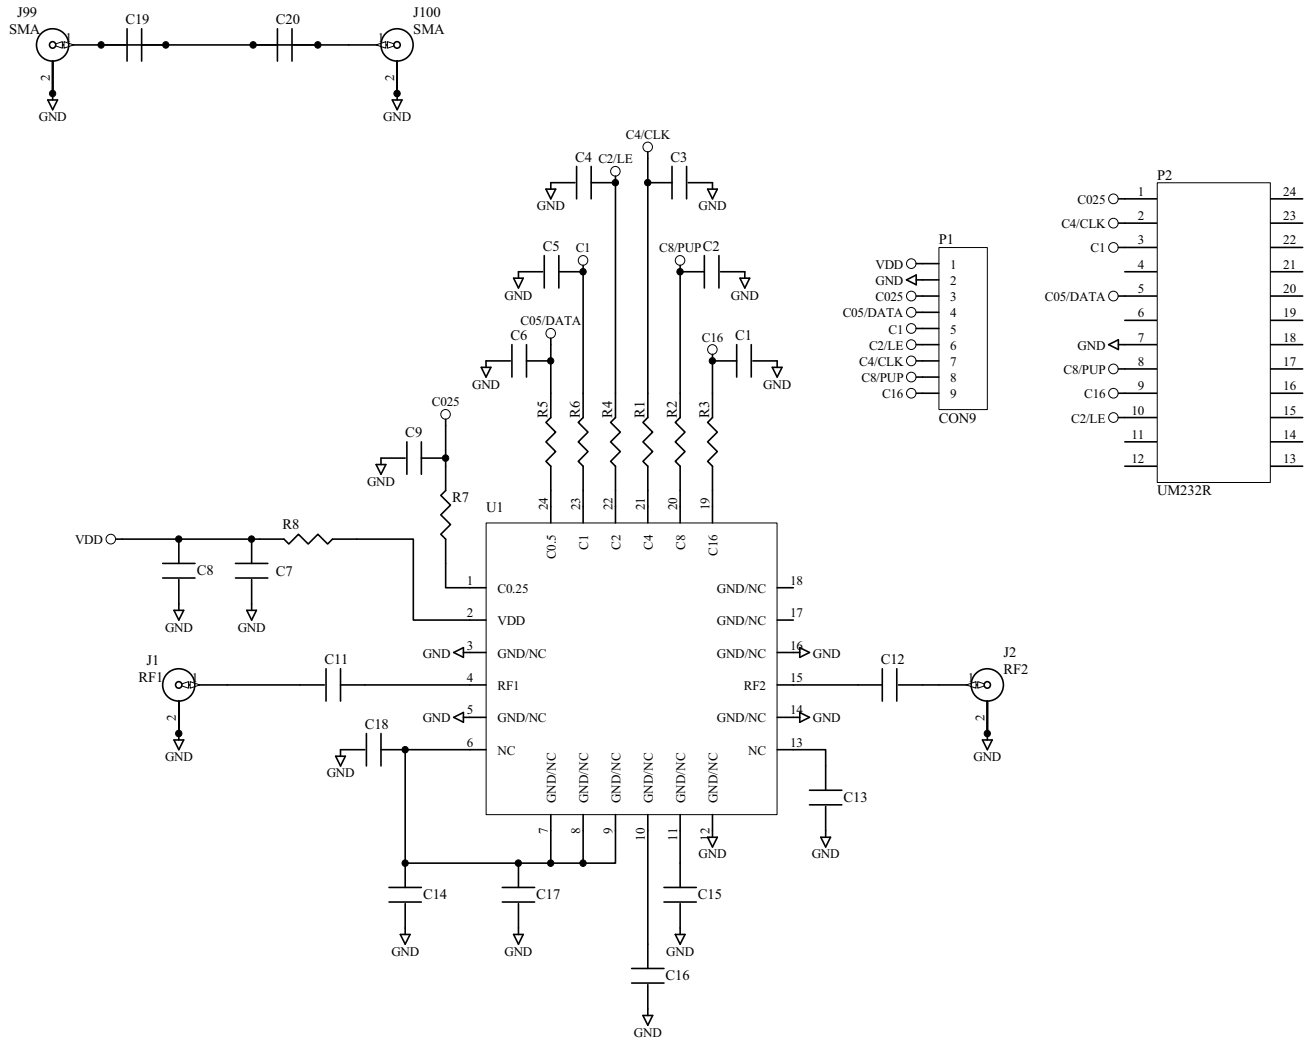 J99
SMA
C19
C20
J100
SMA
1
1
2
2
GND
GND
C4/CLK
C4
C2/LE
C3
GND
GND
C5
C1
C8/PUP
C2
GND
GND
C05/DATA
C6
C16
C1
GND
GND
C025
R5
R6
R4
R1
R2
R3
C9
GND
R7
U1
24
23
22
21
20
19
C0.5
C1
C2
C4
C8
C16
VDD
R8
C8
C7
GND
GND
1
C0.25
2
VDD
GND
3
GND/NC
4
RF1
GND
5
GND/NC
6
NC
GND/NC
18
GND/NC
17
GND/NC
16
GND
RF2
15
GND/NC
14
GND
NC
13
J1
RF1
1
2
GND
C11
C12
J2
RF2
1
2
GND
C18
GND
GND/NC
GND/NC
GND/NC
GND/NC
GND/NC
GND/NC
7
8
9
10
11
12
GND
C13
GND
C14
C17
C15
GND
GND
GND
C16
GND
P1
VDD
1
GND
2
C025
3
C05/DATA
4
C1
5
C2/LE
6
C4/CLK
7
C8/PUP
8
C16
9
CON9
P2
C025
1
24
C4/CLK
2
23
C1
3
22
4
21
C05/DATA
5
20
6
19
GND
7
18
C8/PUP
8
17
C16
9
16
C2/LE
10
15
11
14
12
13
UM232R